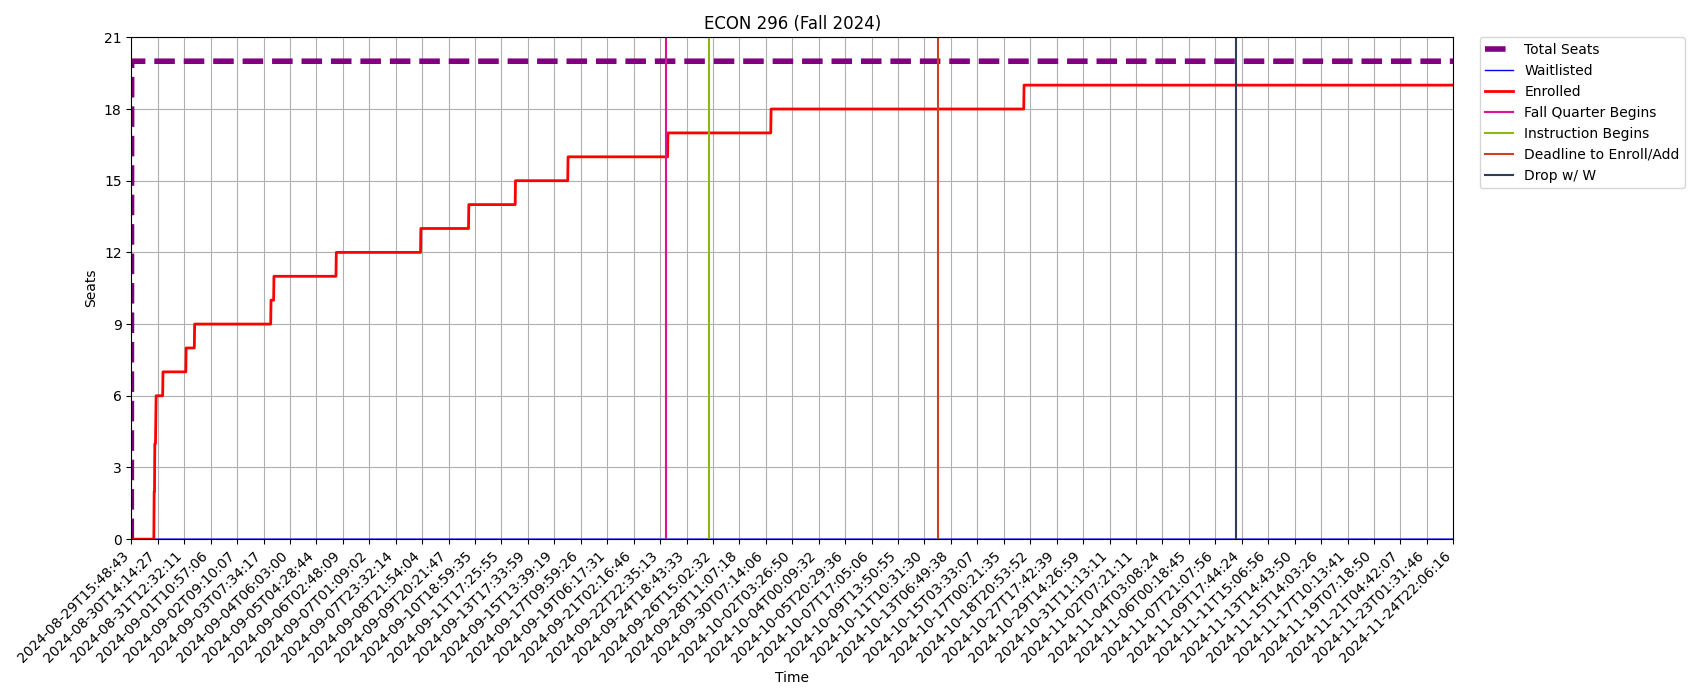 ECON 296 (Fall 2024)
21
18
15
12
9
6
3
0
Seats
Total Seats
Waitlisted
Enrolled
Fall Quarter Begins
Instruction Begins
Deadline to Enroll/Add
Drop w/ W
2024-08-29T15:48:43
2024-08-30T14:14:27
2024-08-31T12:32:11
2024-09-01T10:57:06
2024-09-02T09:10:07
2024-09-03T07:34:17
2024-09-04T06:03:00
2024-09-05T04:28:44
2024-09-06T02:48:09
2024-09-07T01:09:02
2024-09-07T23:32:14
2024-09-08T21:54:04
2024-09-09T20:21:47
2024-09-10T18:59:35
2024-09-11T17:25:55
2024-09-13T17:33:59
2024-09-15T13:39:19
2024-09-17T09:59:26
2024-09-19T06:17:31
2024-09-21T02:16:46
2024-09-22T22:35:13
2024-09-24T18:43:33
2024-09-26T15:02:32
2024-09-28T11:07:18
2024-09-30T07:14:06
2024-10-02T03:26:50
2024-10-04T00:09:32
2024-10-05T20:29:36
2024-10-07T17:05:06
2024-10-09T13:50:55
2024-10-11T10:31:30
2024-10-13T06:49:38
2024-10-15T03:33:07
2024-10-17T00:21:35
2024-10-18T20:53:52
2024-10-27T17:42:39
2024-10-29T14:26:59
2024-10-31T11:13:11
2024-11-02T07:21:11
2024-11-04T03:08:24
2024-11-06T00:18:45
2024-11-07T21:07:56
2024-11-09T17:44:24
2024-11-11T15:06:56
2024-11-13T14:43:50
2024-11-15T14:03:26
2024-11-17T10:13:41
2024-11-19T07:18:50
2024-11-21T04:42:07
2024-11-23T01:31:46
2024-11-24T22:06:16
Time